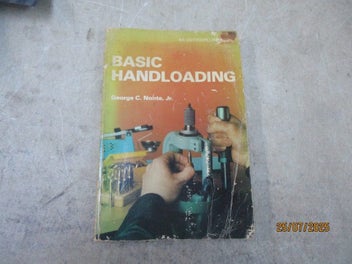 BASIC
HANDLOADING
George C. Nonte, Jr.
25/07/2025